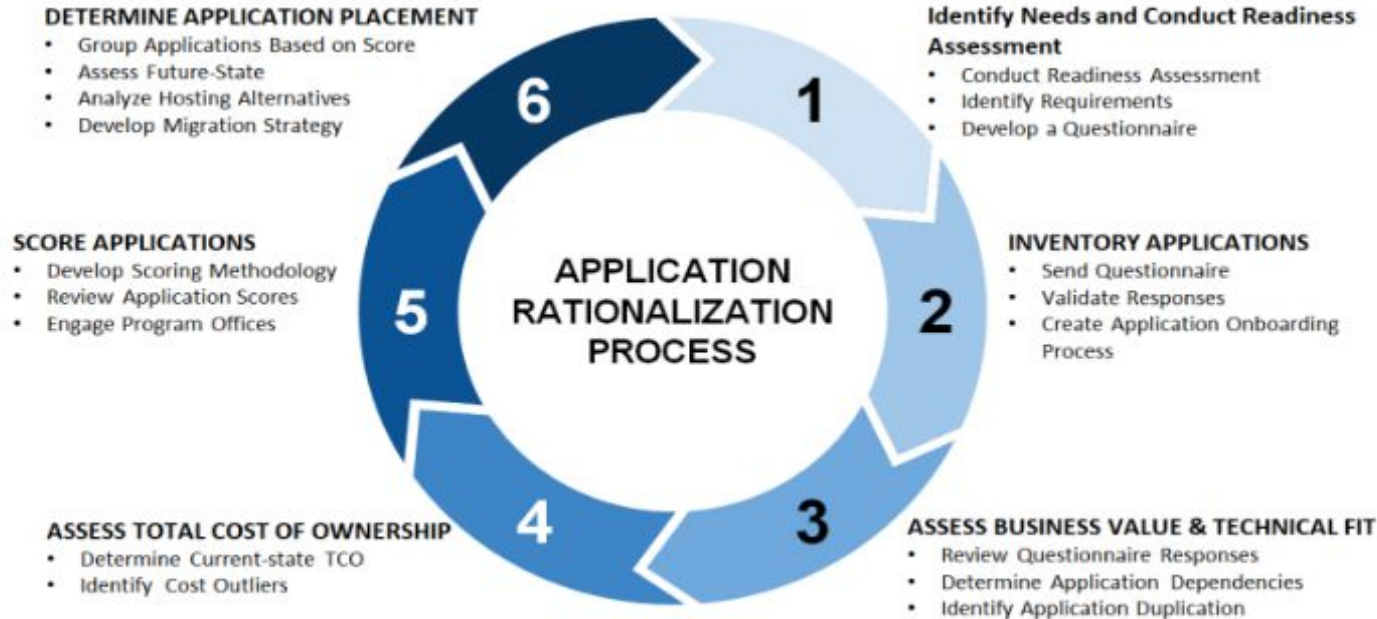 DETERMINE APPLICATION PLACEMENT
• Group Applications Based on Score
• Assess Future-State
• Analyze Hosting Alternatives
• Develop Migration Strategy
Identify Needs and Conduct Readiness
Assessment
• Conduct Readiness Assessment
• Identify Requirements
• Develop a Questionnaire
6
1
SCORE APPLICATIONS
• Develop Scoring Methodology
• Review Application Scores
• Engage Program Offices
5
APPLICATION
RATIONALIZATION
PROCESS
2
INVENTORY APPLICATIONS
• Send Questionnaire
• Validate Responses
• Create Application Onboarding
Process
4
3
ASSESS TOTAL COST OF OWNERSHIP
• Determine Current-state TCO
• Identify Cost Outliers
ASSESS BUSINESS VALUE & TECHNICAL FIT
• Review Questionnaire Responses
• Determine Application Dependencies
• Identify Application Duplication